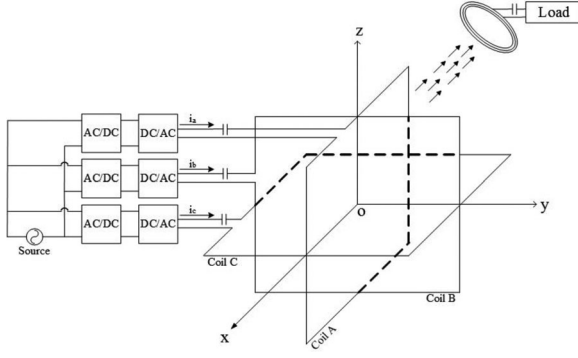 Load
z
AC/DC
DC/AC
ia
AC/DC
DC/AC
ib
AC/DC
DC/AC
ic
Source
Coil C
Coil B
Coil A
o
y
x